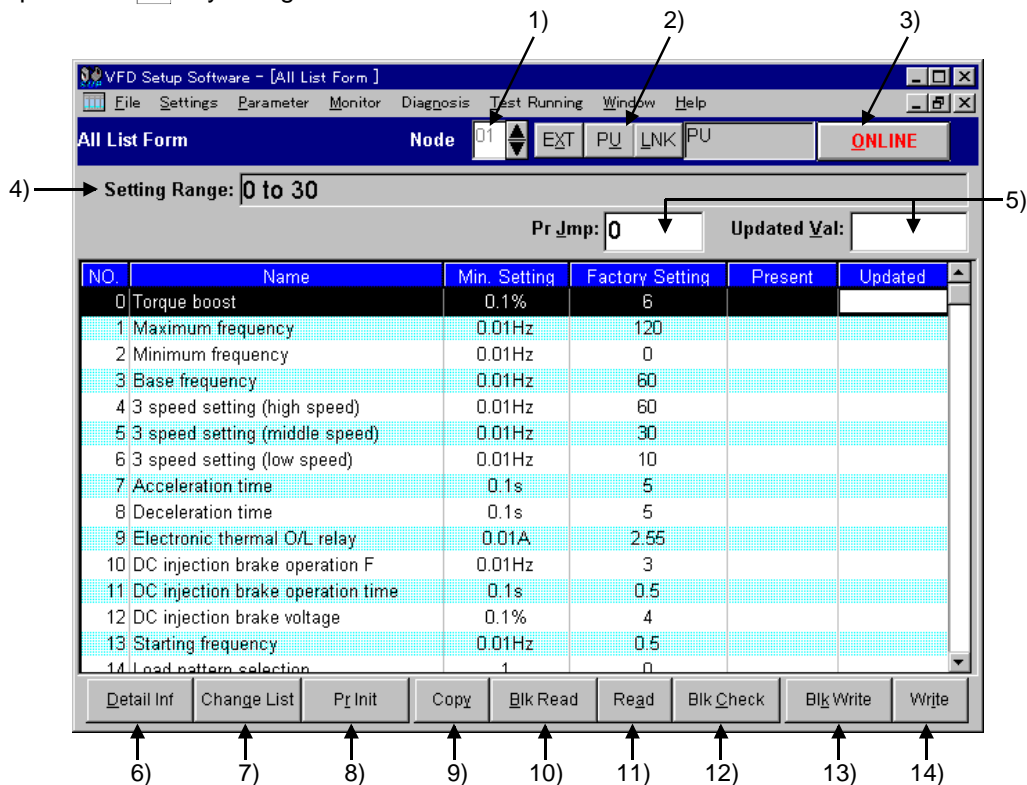 1) 2) 3)
VFD Setup Software - [All List Form ]
File Settings Parameter Monitor Diagnosis Test Running Window Help
All List Form Node 01 EXT PU LNK PU ONLINE
4) Setting Range: 0 to 30
5)
Pr Jmp: 0 Updated Val:
NO. Name Min. Setting Factory Setting Present Updated
0 Torque boost 0.1% 6
1 Maximum frequency 0.01Hz 120
2 Minimum frequency 0.01Hz 0
3 Base frequency 0.01Hz 60
4 3 speed setting (high speed) 0.01Hz 60
5 3 speed setting (middle speed) 0.01Hz 30
6 3 speed setting (low speed) 0.01Hz 10
7 Acceleration time 0.1s 5
8 Deceleration time 0.1s 5
9 Electronic thermal O/L relay 0.01A 2.55
10 DC injection brake operation F 0.01Hz 3
11 DC injection brake operation time 0.1s 0.5
12 DC injection brake voltage 0.1% 4
13 Starting frequency 0.01Hz 0.5
14 Load pattern selection 1 0
Detail Inf Change List Pr Init Copy Blk Read Read Blk Check Blk Write Write
6) 7) 8) 9) 10) 11) 12) 13) 14)